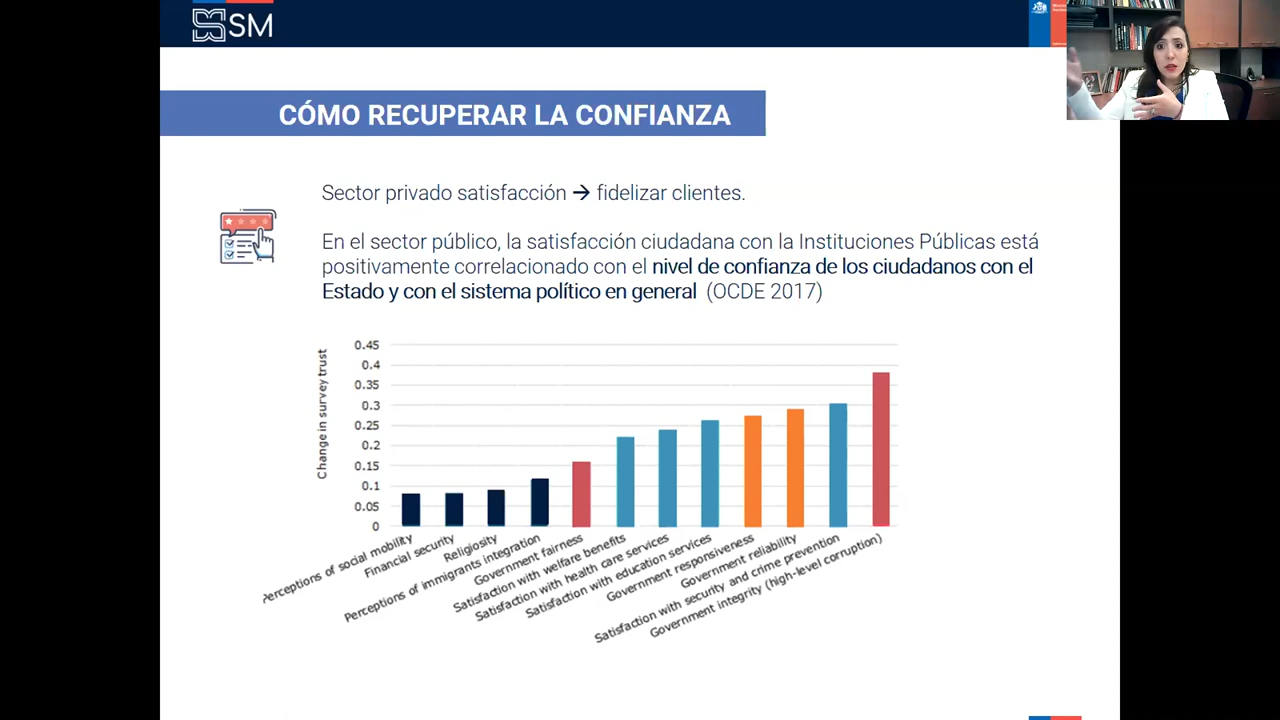 SM
CÓMO RECUPERAR LA CONFIANZA
Sector privado satisfacción → fidelizar clientes.
En el sector público, la satisfacción ciudadana con la Instituciones Públicas está
positivamente correlacionado con el nivel de confianza de los ciudadanos con el
Estado y con el sistema político en general (OCDE 2017)
Change in survey trust
0.45
0.4
0.35
0.3
0.25
0.2
0.15
0.1
0.05
0
Perceptions of social mobility
Financial security
Religiosity
Perceptions of immigrants integration
Government fairness
Satisfaction with welfare benefits
Satisfaction with health care services
Satisfaction with education services
Government responsiveness
Government reliability
Satisfaction with security and crime prevention
Government integrity (high-level corruption)